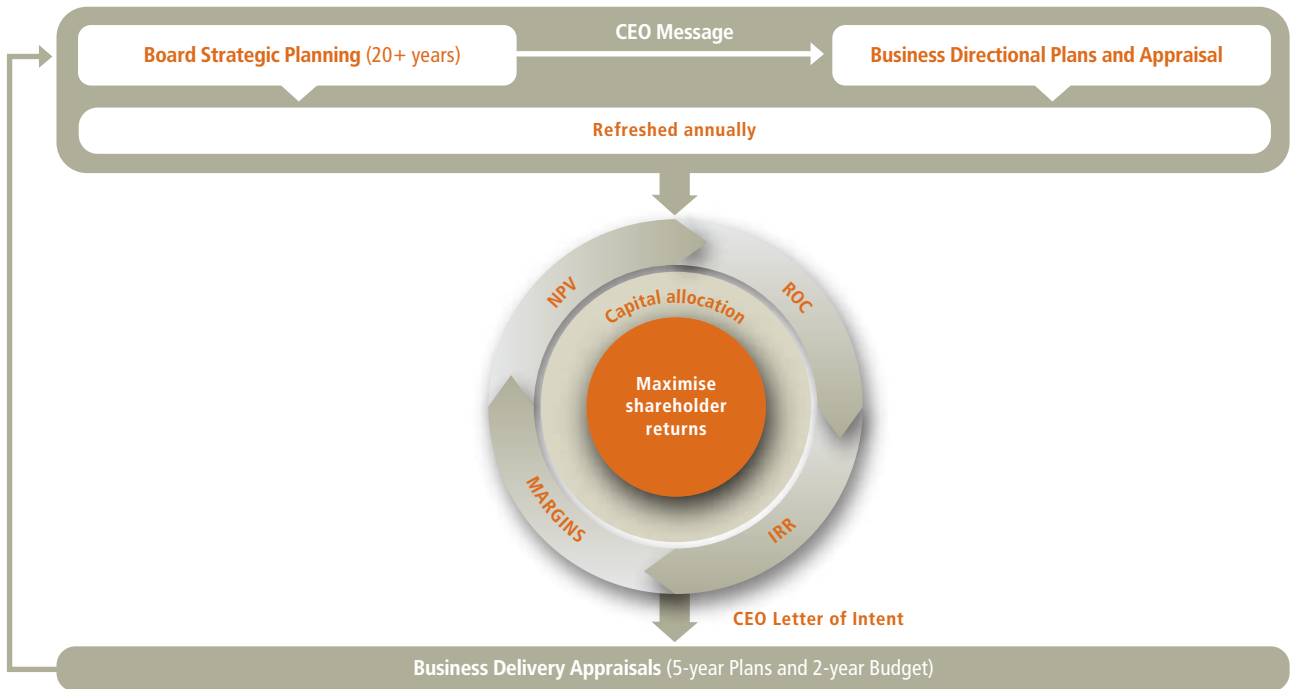 CEO Message
Board Strategic Planning (20+ years)
Business Directional Plans and Appraisal
Refreshed annually
NPV
ROC
Capital allocation
Maximise
shareholder
returns
MARGINS
IRR
CEO Letter of Intent
Business Delivery Appraisals (5-year Plans and 2-year Budget)